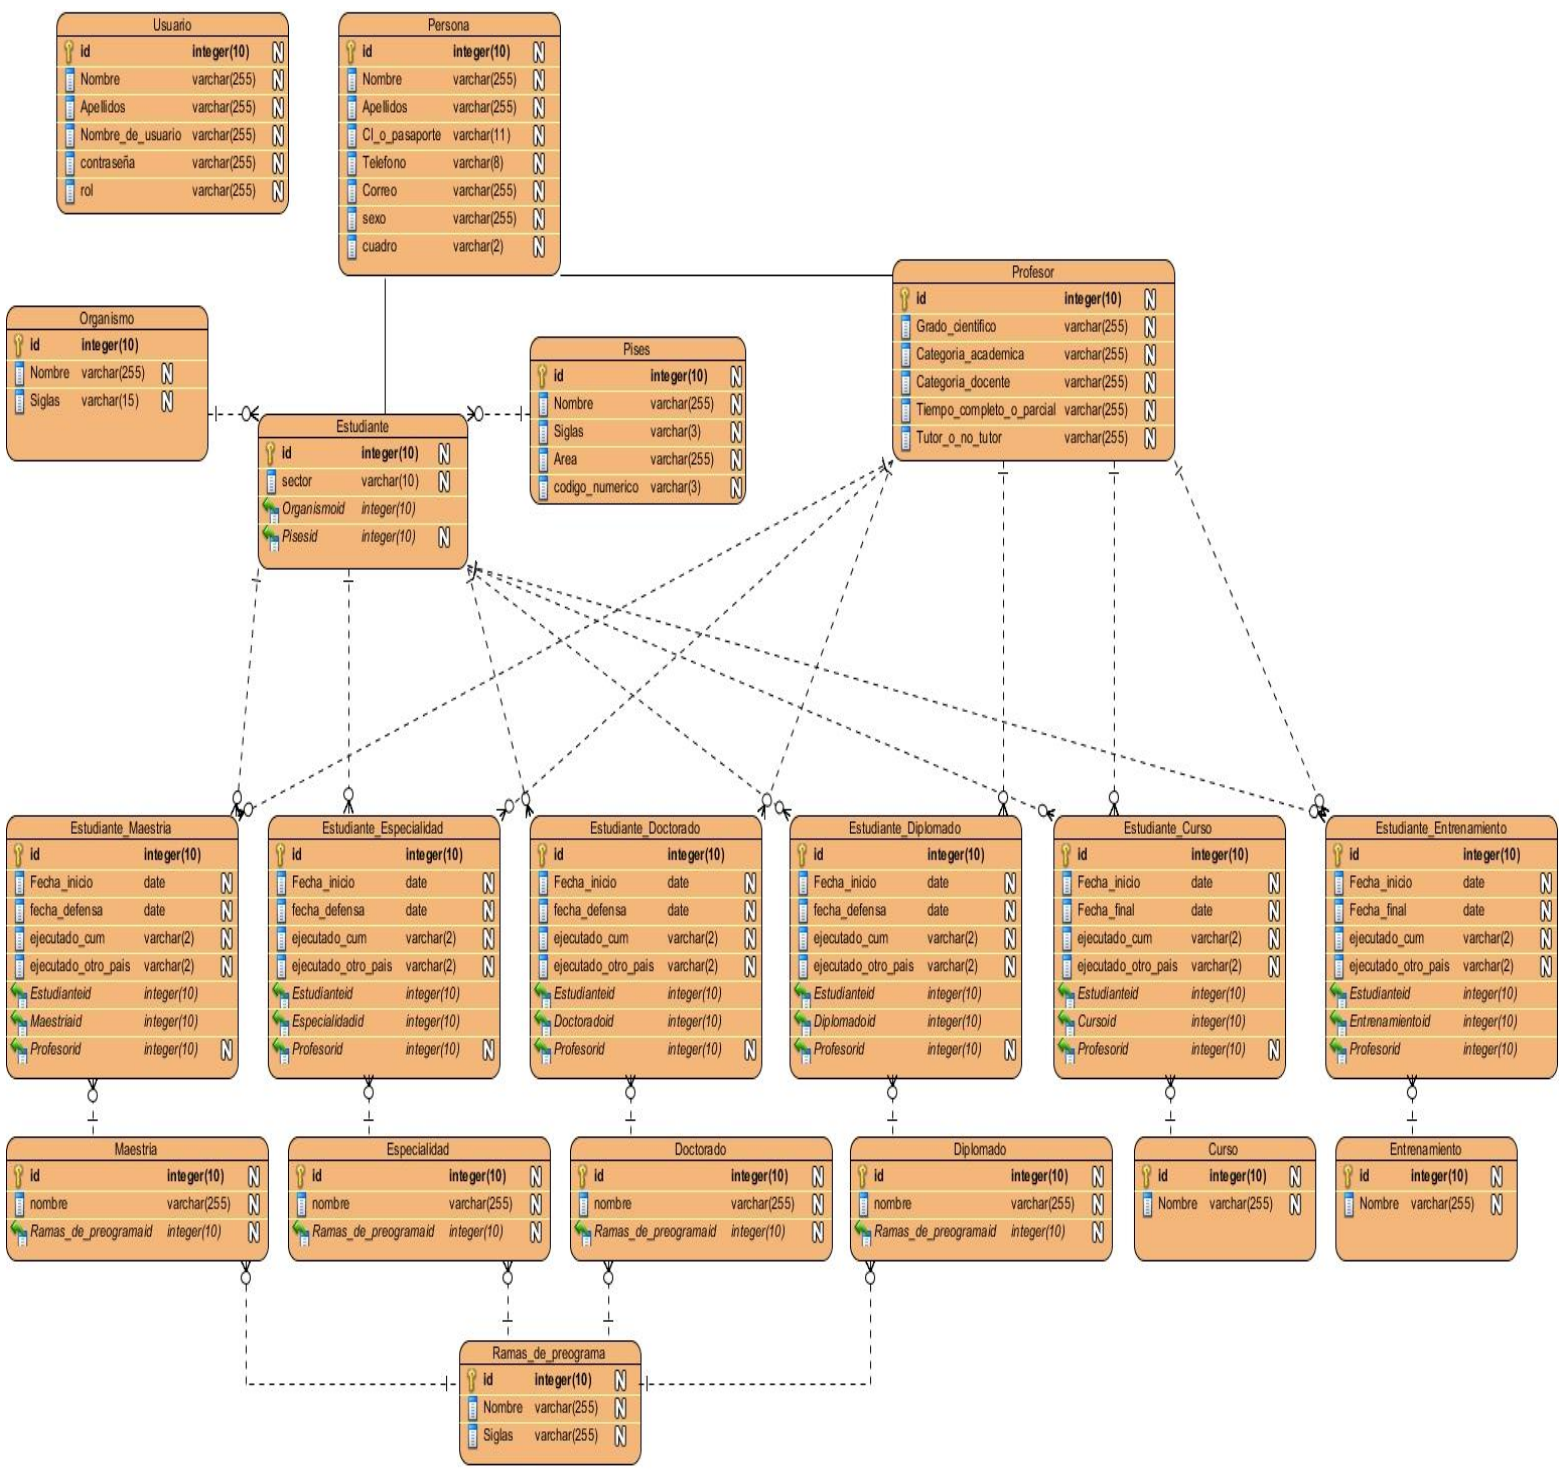 Usuario
id integer(10) N
Nombre varchar(255) N
Apellidos varchar(255) N
Nombre_de_usuario varchar(255) N
contraseña varchar(255) N
rol varchar(255) N
Persona
id integer(10) N
Nombre varchar(255) N
Apellidos varchar(255) N
CI_o_pasaporte varchar(11) N
Telefono varchar(8) N
Correo varchar(255) N
sexo varchar(255) N
cuadro varchar(2) N
Profesor
id integer(10) N
Grado_cientifico varchar(255) N
Categoria_academica varchar(255) N
Categoria_docente varchar(255) N
Tiempo_completo_o_parcial varchar(255) N
Tutor_o_no_tutor varchar(255) N
Organismo
id integer(10)
Nombre varchar(255) N
Siglas varchar(15) N
Pises
id integer(10) N
Nombre varchar(255) N
Siglas varchar(3) N
Area varchar(255) N
codigo_numerico varchar(3) N
Estudiante
id integer(10) N
sector varchar(10) N
Organismoid integer(10)
Pisesid integer(10) N
Estudiante_Maestria
id integer(10)
Fecha_inicio date N
fecha_defensa date N
ejecutado_cum varchar(2) N
ejecutado_otro_pais varchar(2) N
Estudianteid integer(10)
Maestriaid integer(10)
Profesorid integer(10) N
Estudiante_Especialidad
id integer(10)
Fecha_inicio date N
fecha_defensa date N
ejecutado_cum varchar(2) N
ejecutado_otro_pais varchar(2) N
Estudianteid integer(10)
Especialidadid integer(10)
Profesorid integer(10) N
Estudiante_Doctorado
id integer(10)
Fecha_inicio date N
fecha_defensa date N
ejecutado_cum varchar(2) N
ejecutado_otro_pais varchar(2) N
Estudianteid integer(10)
Doctoradoid integer(10)
Profesorid integer(10) N
Estudiante_Diplomado
id integer(10)
Fecha_inicio date N
fecha_defensa date N
ejecutado_cum varchar(2) N
ejecutado_otro_pais varchar(2) N
Estudianteid integer(10)
Diplomadoid integer(10)
Profesorid integer(10) N
Estudiante_Curso
id integer(10)
Fecha_inicio date N
Fecha_final date N
ejecutado_cum varchar(2) N
ejecutado_otro_pais varchar(2) N
Estudianteid integer(10)
Cursoid integer(10)
Profesorid integer(10) N
Estudiante_Entrenamiento
id integer(10)
Fecha_inicio date N
Fecha_final date N
ejecutado_cum varchar(2) N
ejecutado_otro_pais varchar(2) N
Estudianteid integer(10)
Entrenamientoid integer(10)
Profesorid integer(10)
Maestria
id integer(10) N
nombre varchar(255) N
Ramas_de_preogramaid integer(10) N
Especialidad
id integer(10) N
nombre varchar(255) N
Ramas_de_preogramaid integer(10) N
Doctorado
id integer(10) N
nombre varchar(255) N
Ramas_de_preogramaid integer(10) N
Diplomado
id integer(10) N
nombre varchar(255) N
Ramas_de_preogramaid integer(10) N
Curso
id integer(10) N
Nombre varchar(255) N
Entrenamiento
id integer(10) N
Nombre varchar(255) N
Ramas_de_preograma
id integer(10) N
Nombre varchar(255) N
Siglas varchar(255) N